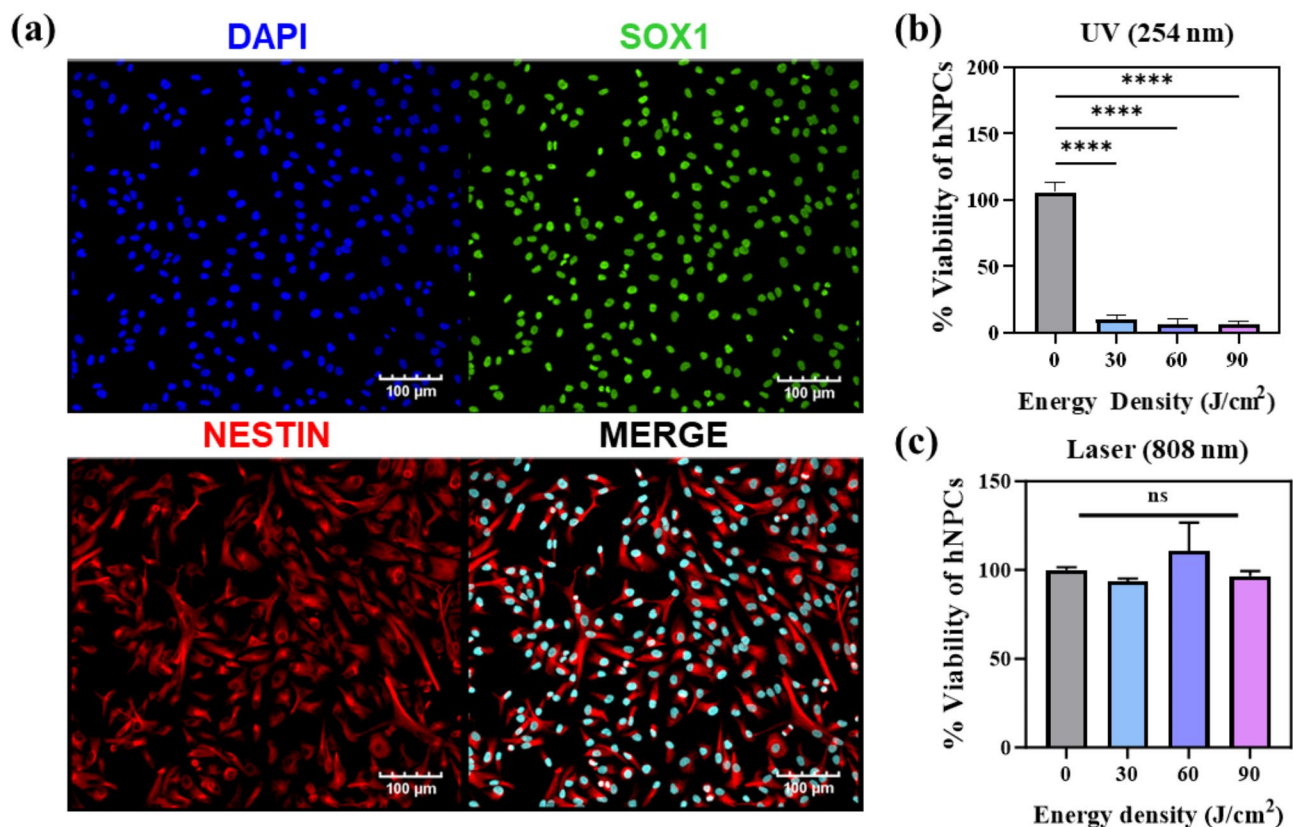 (a)
DAPI
SOX1
100 µm
100 µm
NESTIN
MERGE
100 µm
100 µm
(b)
UV (254 nm)
% Viability of hNPCs
200
150
100
50
0
****
****
****
0 30 60 90
Energy Density (J/cm²)
(c)
Laser (808 nm)
% Viability of hNPCs
150
100
50
0
ns
0 30 60 90
Energy density (J/cm²)